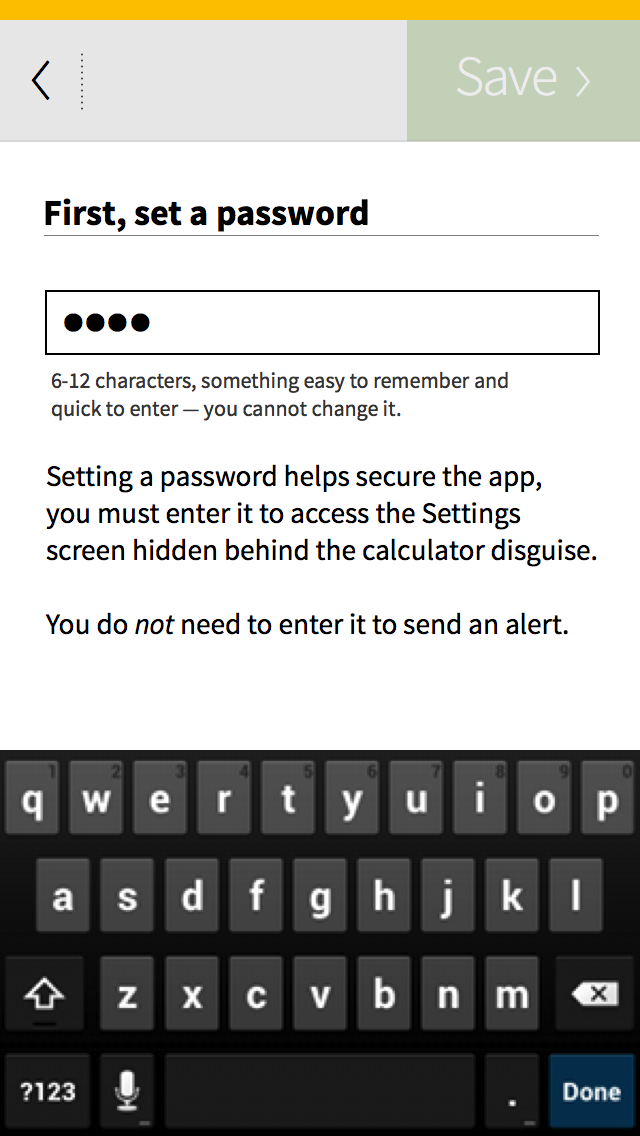 Save
First, set a password
●●●●
6-12 characters, something easy to remember and
quick to enter — you cannot change it.
Setting a password helps secure the app,
you must enter it to access the Settings
screen hidden behind the calculator disguise.
You do not need to enter it to send an alert.
1 2 3 4 5 6 7 8 9 0
q w e r t y u i o p
a s d f g h j k l
z x c v b n m
?123 . Done